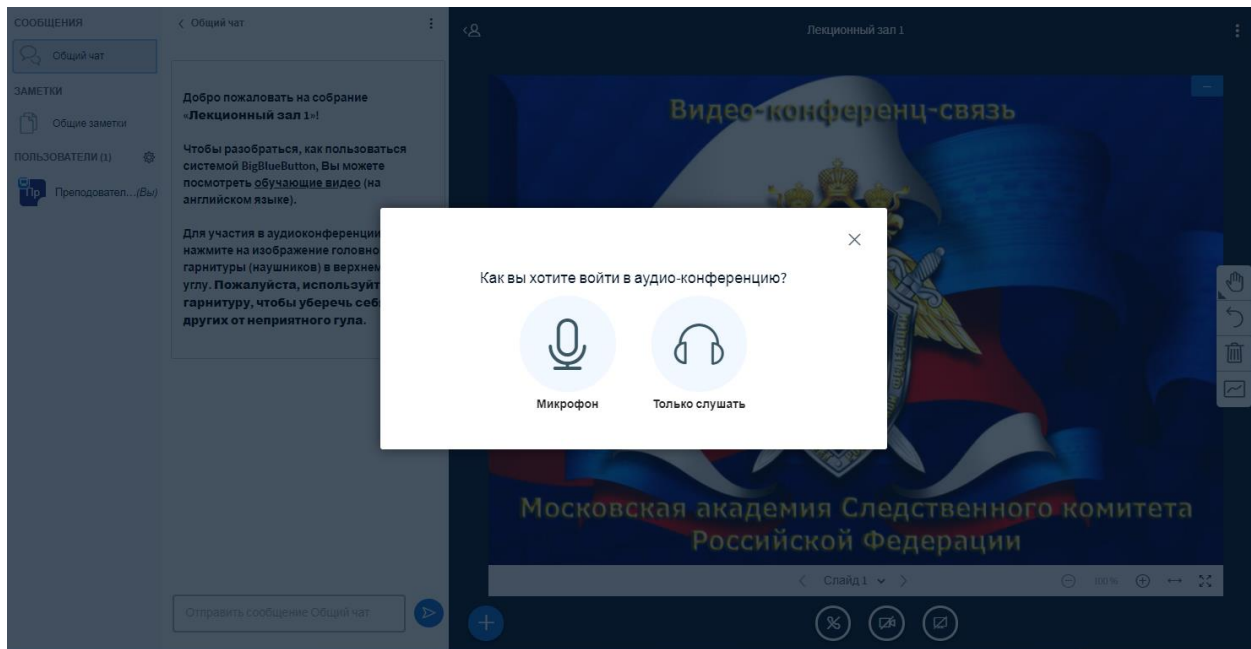 СООБЩЕНИЯ
Общий чат
ЗАМЕТКИ
Общие заметки
ПОЛЬЗОВАТЕЛИ (1)
Пр
Преподовател...(Вы)
Общий чат
Добро пожаловать на собрание
«Лекционный зал 1»!
Чтобы разобраться, как пользоваться
системой BigBlueButton, Вы можете
посмотреть обучающие видео (на
английском языке).
Для участия в аудиоконференции
нажмите на изображение головно
гарнитуры (наушников) в верхнем
углу. Пожалуйста, используйт
гарнитуру, чтобы уберечь себ
других от неприятного гула.
Отправить сообщение Общий чат
Лекционный зал 1
Видео-конференц-связь
Как вы хотите войти в аудио-конференцию?
Микрофон
Только слушать
Московская академия Следственного комитета
Российской Федерации
Слайд 1
100%